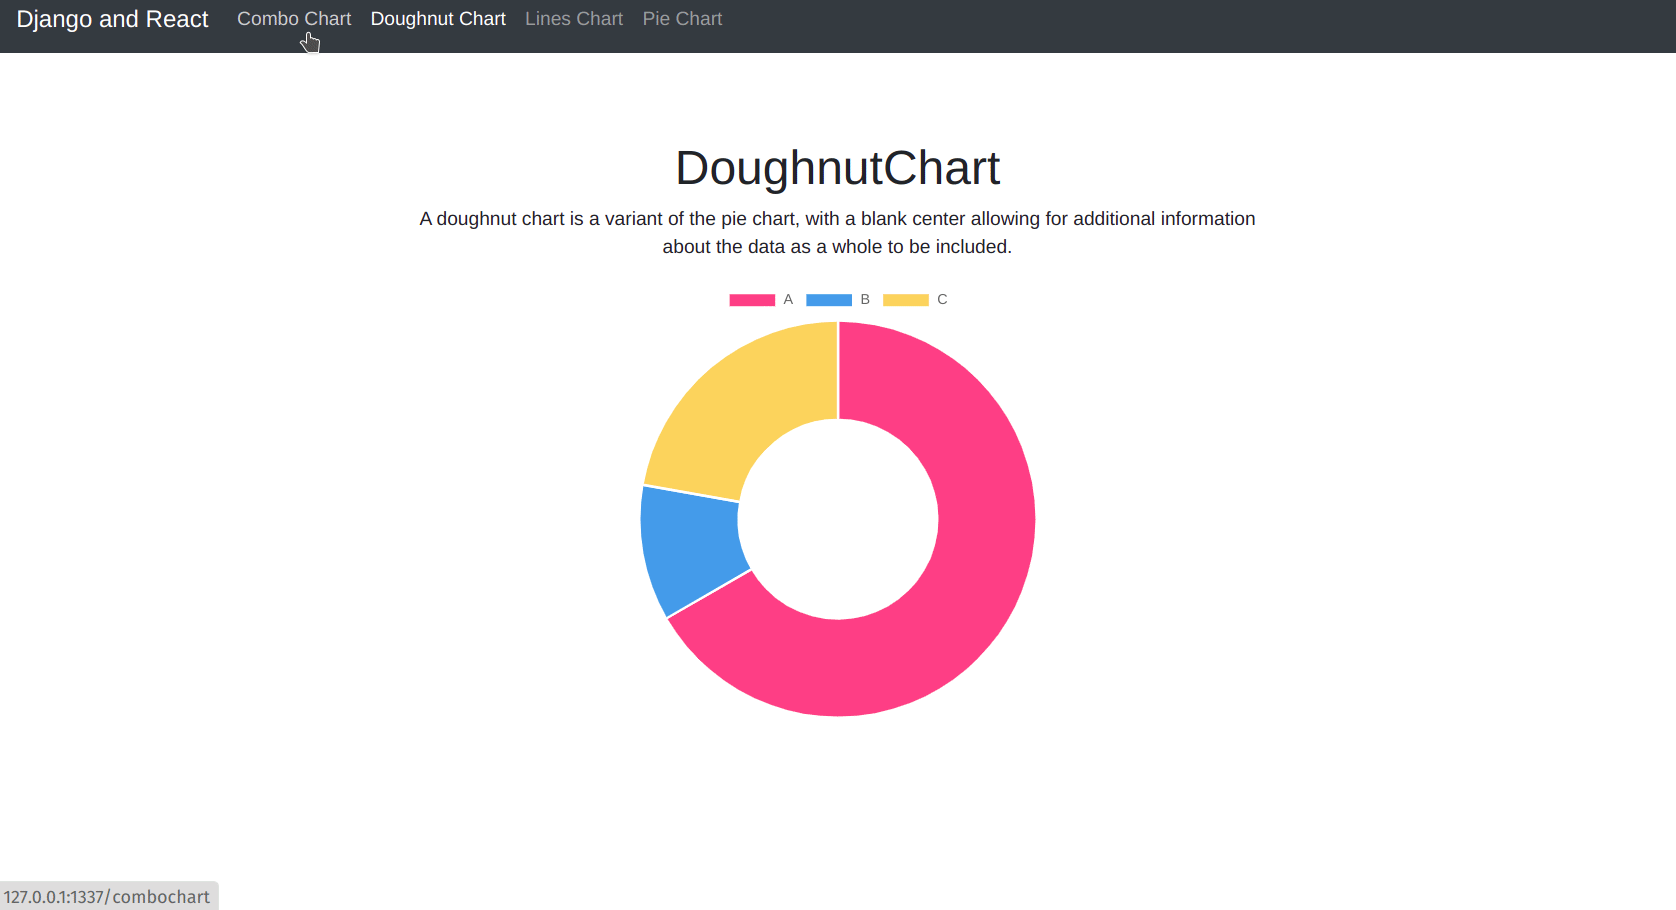 Django and React Combo Chart Doughnut Chart Lines Chart Pie Chart
DoughnutChart
A doughnut chart is a variant of the pie chart, with a blank center allowing for additional information
about the data as a whole to be included.
A B C
127.0.0.1:1337/combochart